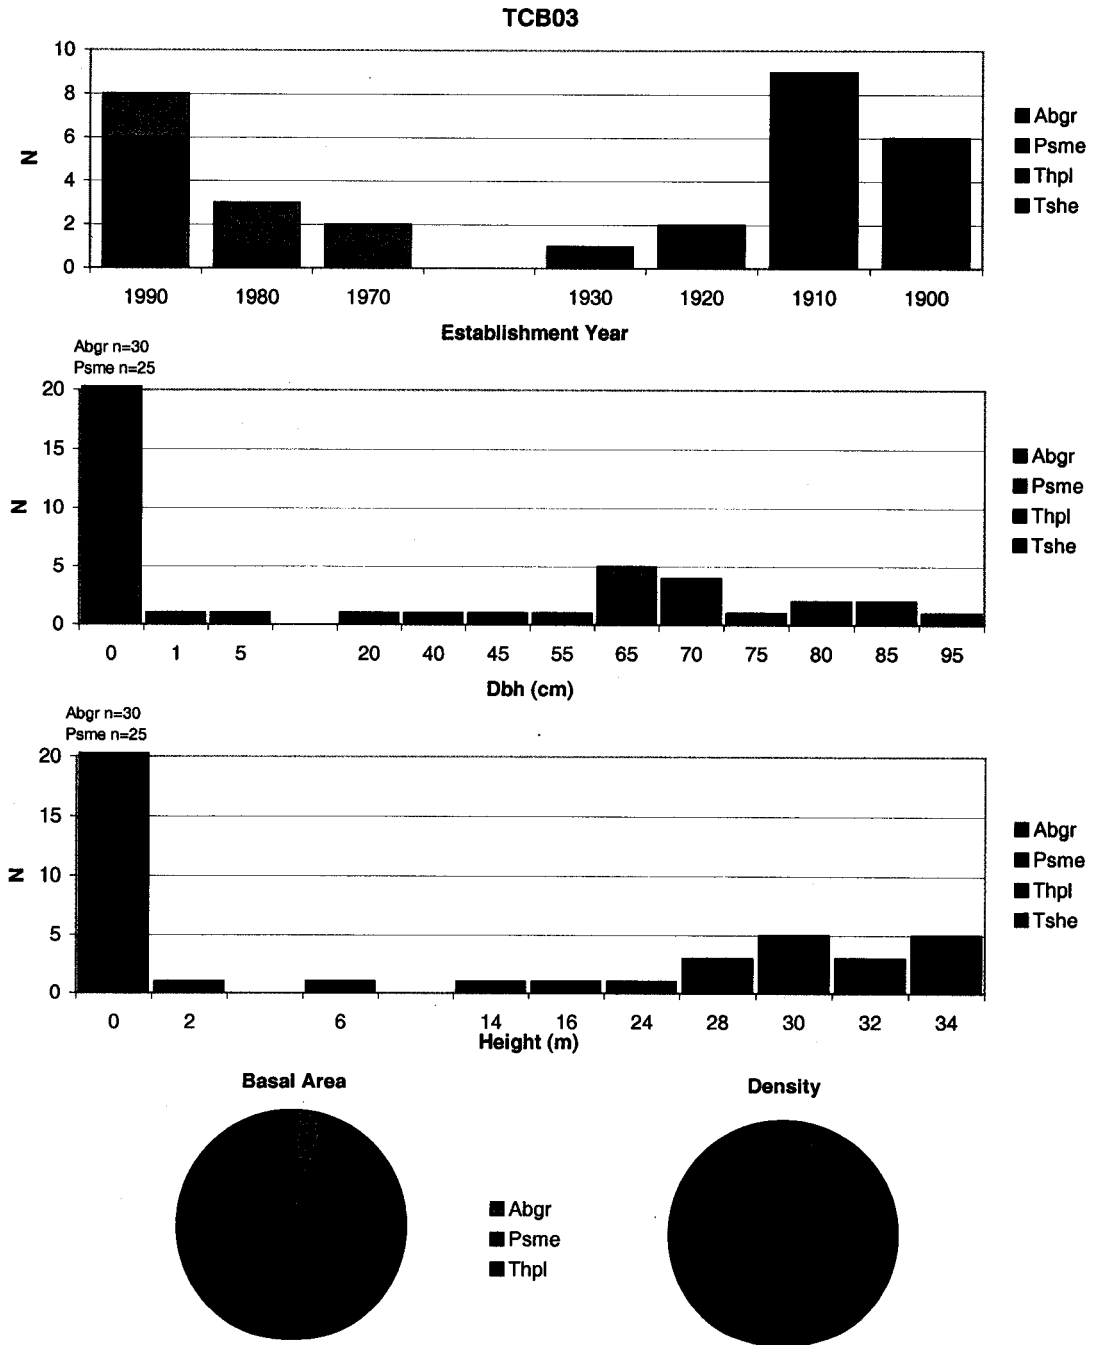 TCB03
10
8
6
4
2
0
N
1990 1980 1970 1930 1920 1910 1900
Establishment Year
Abgr
Psme
Thpl
Tshe
Abgr n=30
Psme n=25
20
15
10
5
0
N
0 1 5 20 40 45 55 65 70 75 80 85 95
Dbh (cm)
Abgr
Psme
Thpl
Tshe
Abgr n=30
Psme n=25
20
15
10
5
0
N
0 2 6 14 16 24 28 30 32 34
Height (m)
Abgr
Psme
Thpl
Tshe
Basal Area
Density
Abgr
Psme
Thpl